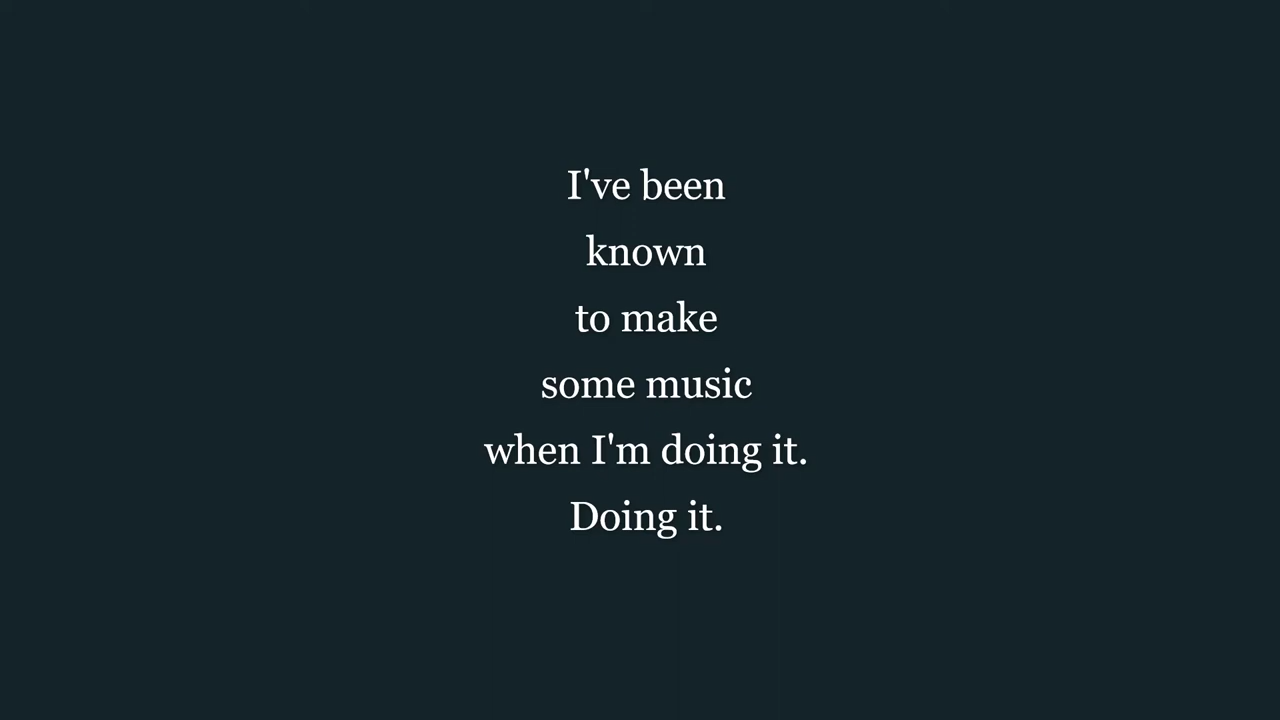 I've been
known
to make
some music
when I'm doing it.
Doing it.